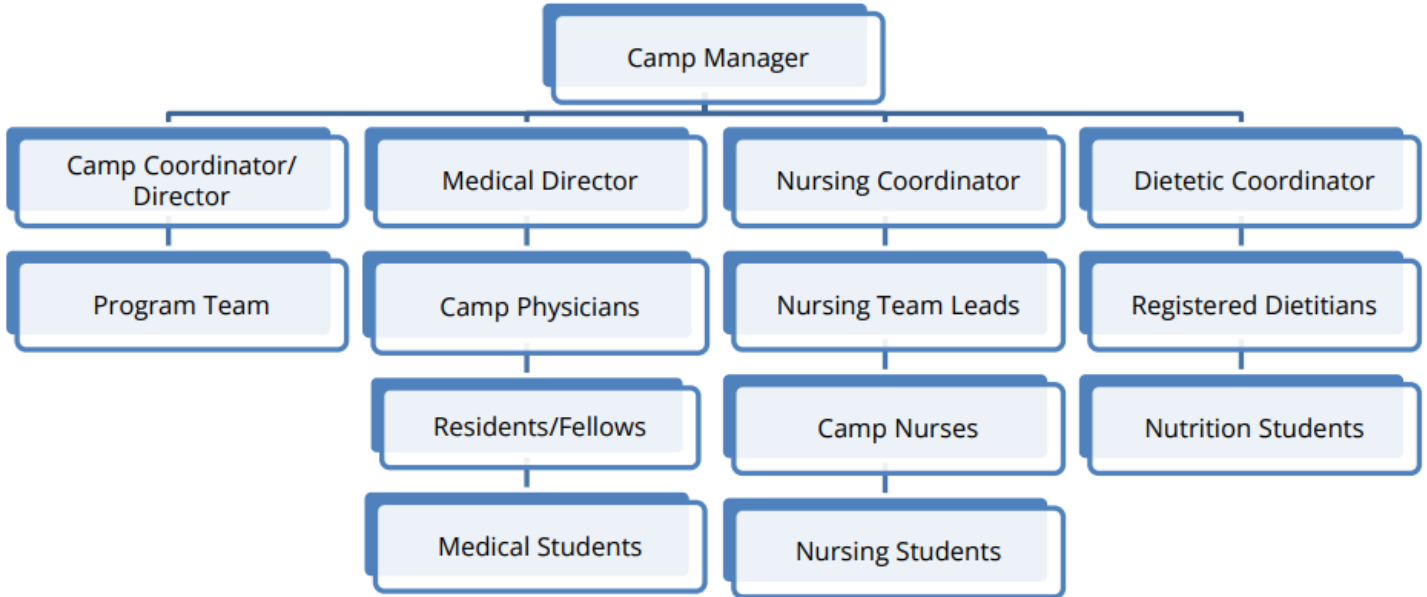 Camp Manager
Camp Coordinator/
Director
Medical Director
Nursing Coordinator
Dietetic Coordinator
Program Team
Camp Physicians
Nursing Team Leads
Registered Dietitians
Residents/Fellows
Camp Nurses
Nutrition Students
Medical Students
Nursing Students